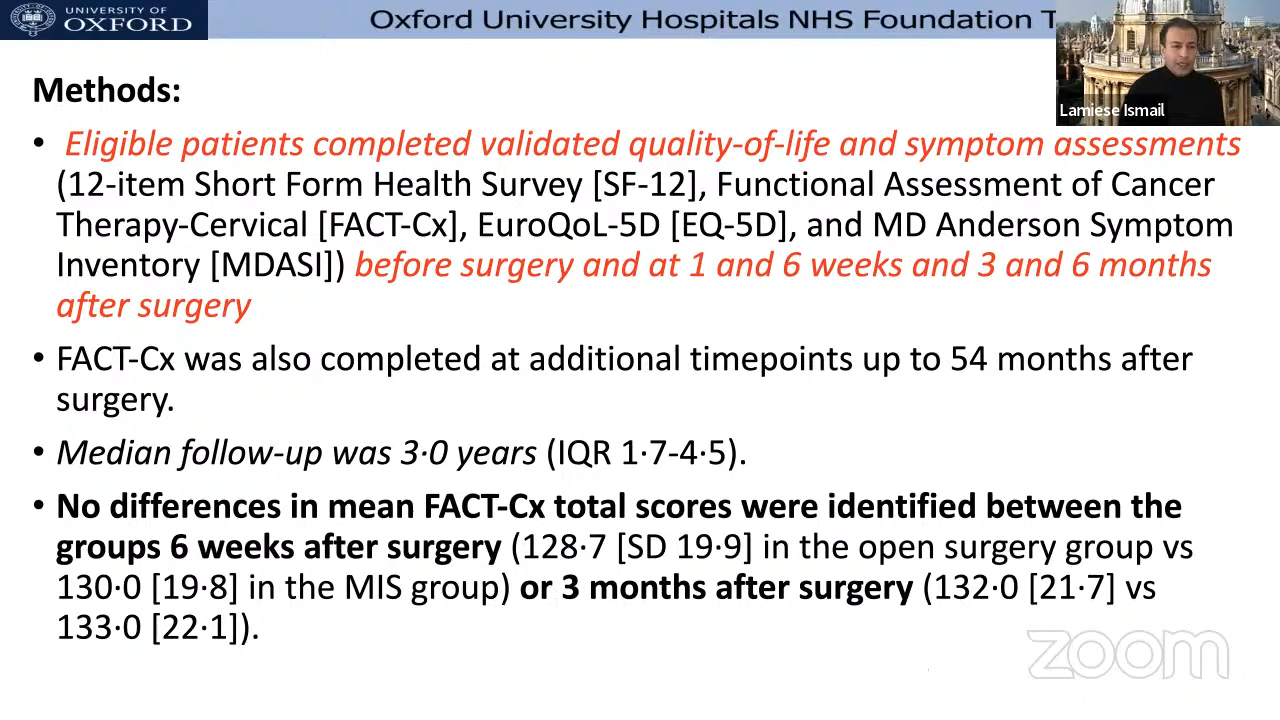 UNIVERSITY OF
OXFORD
Oxford University Hospitals NHS Foundation T
Lamiese Ismail
Methods:
• Eligible patients completed validated quality-of-life and symptom assessments
(12-item Short Form Health Survey [SF-12], Functional Assessment of Cancer
Therapy-Cervical [FACT-Cx], EuroQoL-5D [EQ-5D], and MD Anderson Symptom
Inventory [MDASI]) before surgery and at 1 and 6 weeks and 3 and 6 months
after surgery
• FACT-Cx was also completed at additional timepoints up to 54 months after
surgery.
• Median follow-up was 3·0 years (IQR 1·7-4·5).
• No differences in mean FACT-Cx total scores were identified between the
groups 6 weeks after surgery (128·7 [SD 19·9] in the open surgery group vs
130·0 [19·8] in the MIS group) or 3 months after surgery (132·0 [21·7] vs
133·0 [22·1]).
zoom